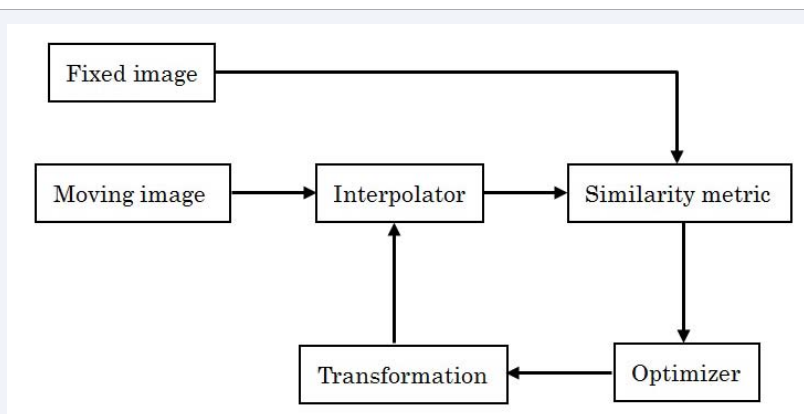 Fixed image
Moving image
Interpolator
Similarity metric
Transformation
Optimizer